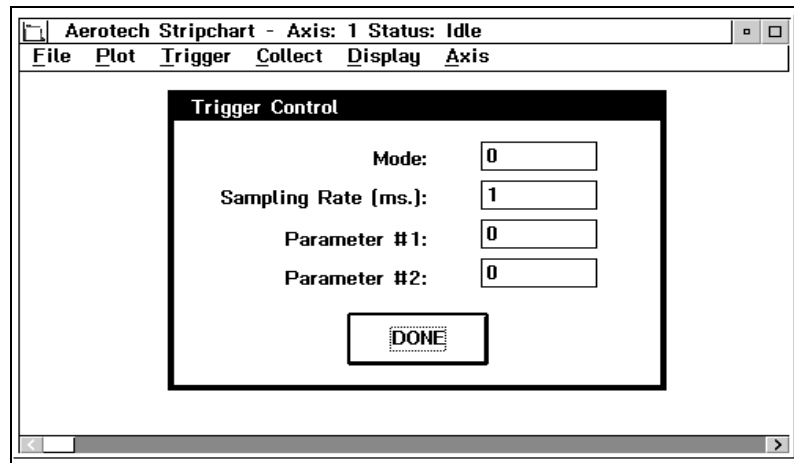 Aerotech Stripchart - Axis: 1 Status: Idle
File Plot Trigger Collect Display Axis
Trigger Control
Mode: 0
Sampling Rate (ms.): 1
Parameter #1: 0
Parameter #2: 0
DONE